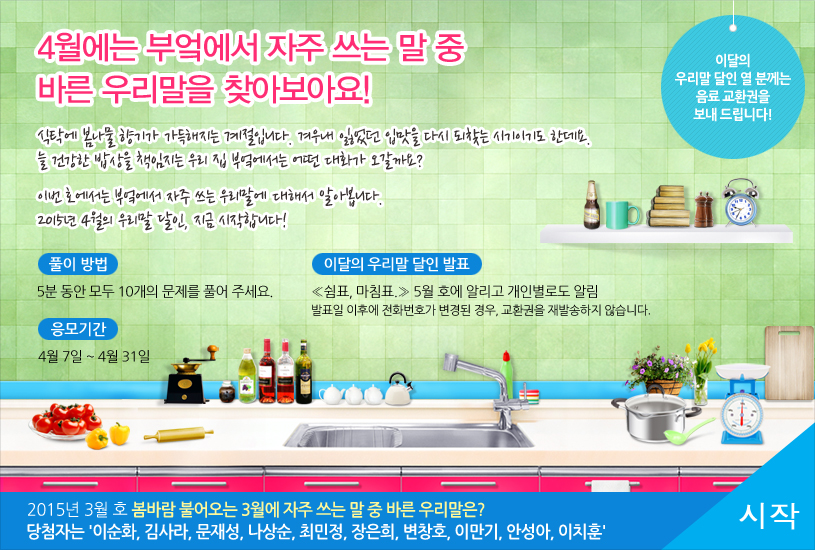 4월에는 부엌에서 자주 쓰는 말 중
바른 우리말을 찾아보아요!
이달의
우리말 달인 열 분께는
음료 교환권을
보내 드립니다!
식탁에 봄나물 향기가 가득해지는 계절입니다. 겨우내 잃었던 입맛을 다시 되찾는 시기이기도 한데요.
늘 건강한 밥상을 책임지는 우리 집 부엌에서는 어떤 대화가 오갈까요?
이번 호에서는 부엌에서 자주 쓰는 우리말에 대해서 알아봅니다.
2015년 4월의 우리말 달인, 지금 시작합니다!
풀이 방법
5분 동안 모두 10개의 문제를 풀어 주세요.
응모기간
4월 7일 ~ 4월 31일
이달의 우리말 달인 발표
≪쉼표, 마침표.≫ 5월 호에 알리고 개인별로도 알림
발표일 이후에 전화번호가 변경된 경우, 교환권을 재발송하지 않습니다.
2015년 3월 호 봄바람 불어오는 3월에 자주 쓰는 말 중 바른 우리말은?
당첨자는 '이순화, 김사라, 문재성, 나상순, 최민정, 장은희, 변창호, 이만기, 안성아, 이치훈'
시작